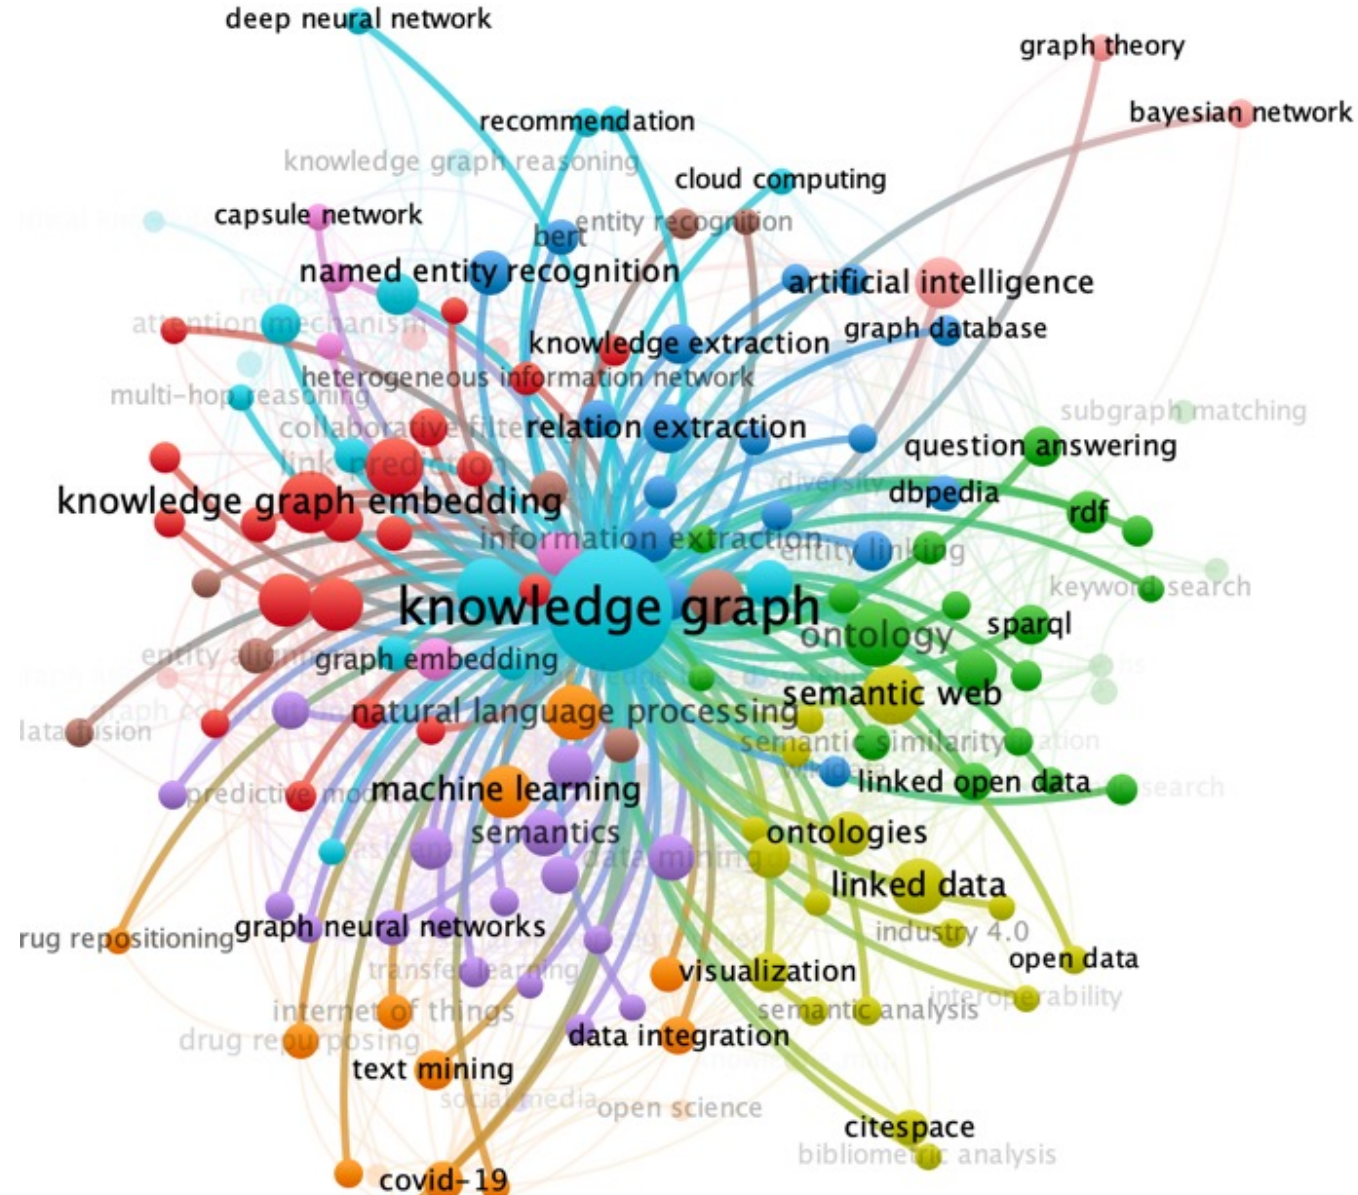 deep neural network
graph theory
bayesian network
recommendation
knowledge graph reasoning
cloud computing
capsule network
entity recognition
bert
named entity recognition
artificial intelligence
attention mechanism
graph database
knowledge extraction
heterogeneous information network
multi-hop reasoning
subgraph matching
collaborative filter
relation extraction
question answering
link prediction
diversity
dbpedia
knowledge graph embedding
rdf
information extraction
entity linking
keyword search
knowledge graph
sparql
ontology
entity alignment
graph embedding
semantic web
natural language processing
data fusion
semantic similarity
wikidata
linked open data
search
predictive mode
machine learning
semantics
ontologies
data mining
linked data
graph neural networks
rug repositioning
industry 4.0
open data
transfer learning
visualization
interoperability
internet of things
semantic analysis
drug repurposing
data integration
text mining
social media
open science
citespace
bibliometric analysis
covid-19